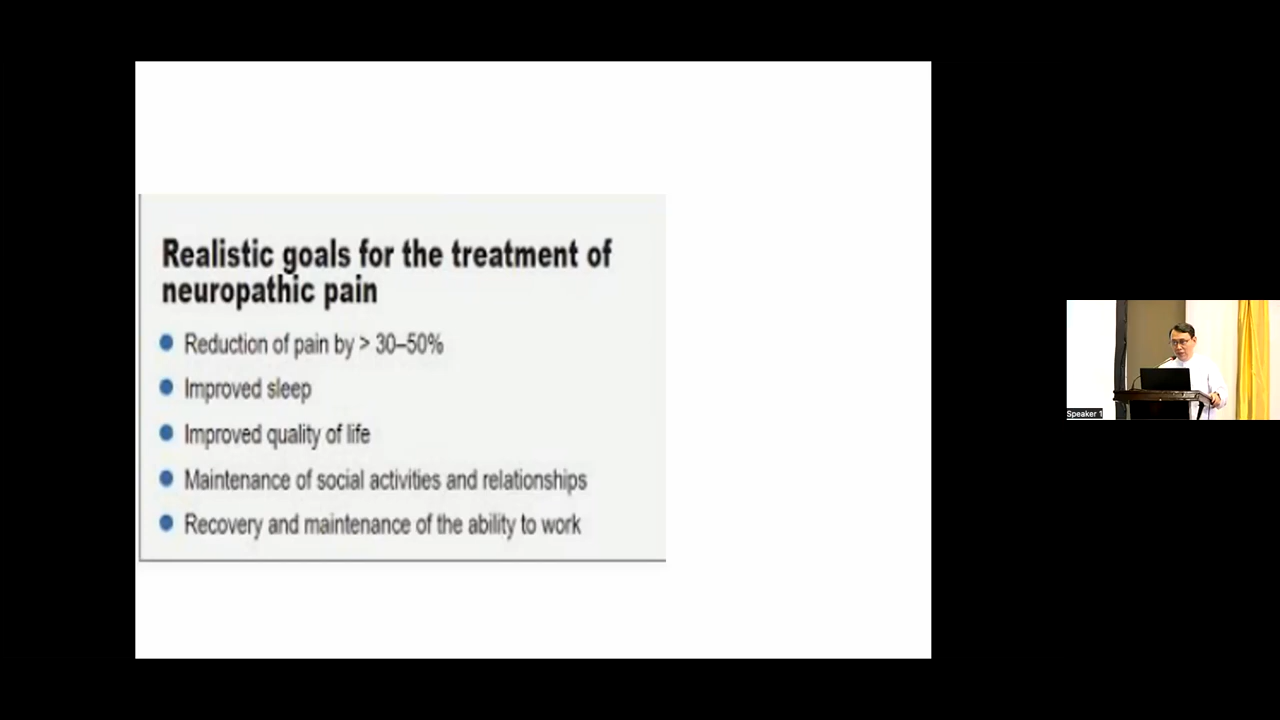 Realistic goals for the treatment of
neuropathic pain
Reduction of pain by > 30–50%
Improved sleep
Improved quality of life
Maintenance of social activities and relationships
Recovery and maintenance of the ability to work
Speaker 1